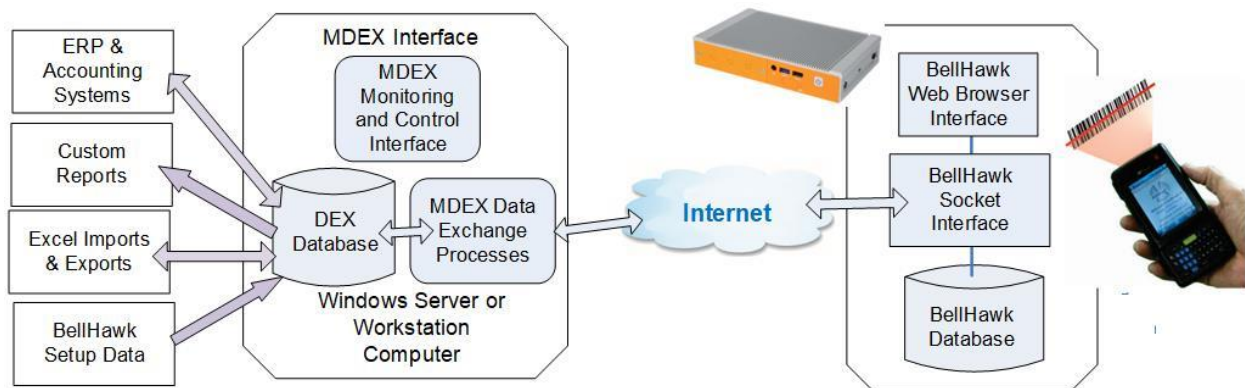 ERP &
Accounting
Systems
Custom
Reports
Excel Imports
& Exports
BellHawk
Setup Data
MDEX Interface
MDEX
Monitoring
and Control
Interface
DEX
Database
MDEX Data
Exchange
Processes
Windows Server or
Workstation
Computer
Internet
BellHawk
Web Browser
Interface
BellHawk
Socket
Interface
BellHawk
Database